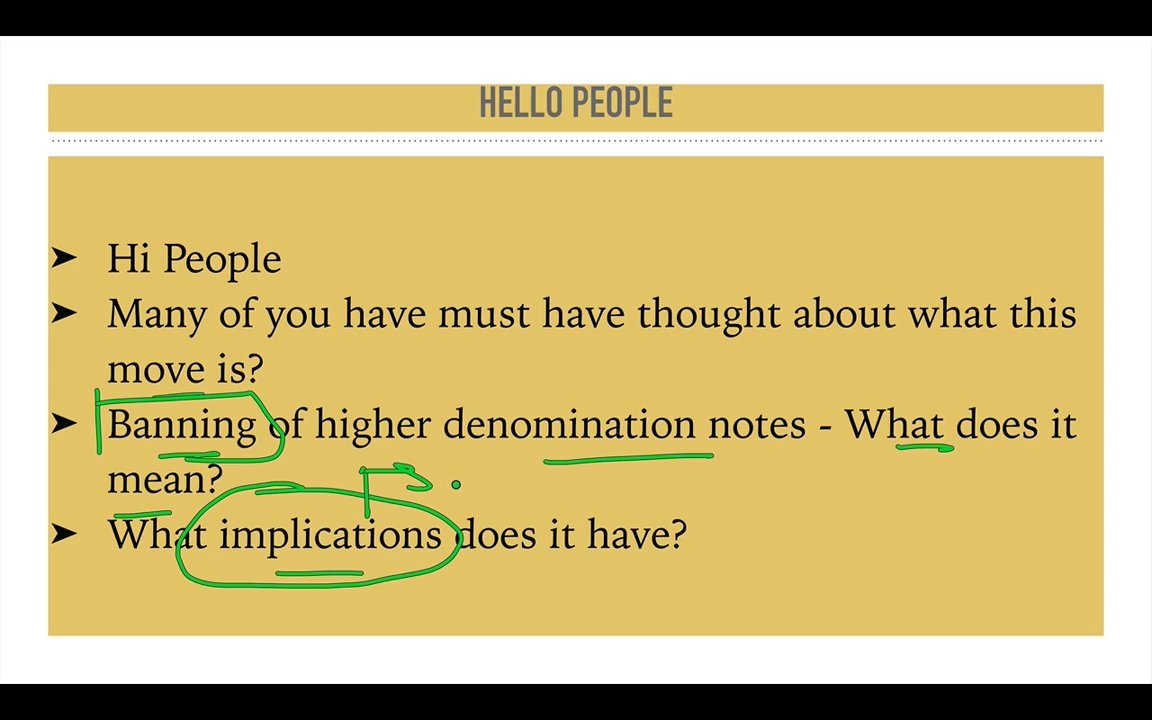 HELLO PEOPLE
➤ Hi People
➤ Many of you have must have thought about what this
move is?
➤ Banning of higher denomination notes - What does it
mean?
➤ What implications does it have?